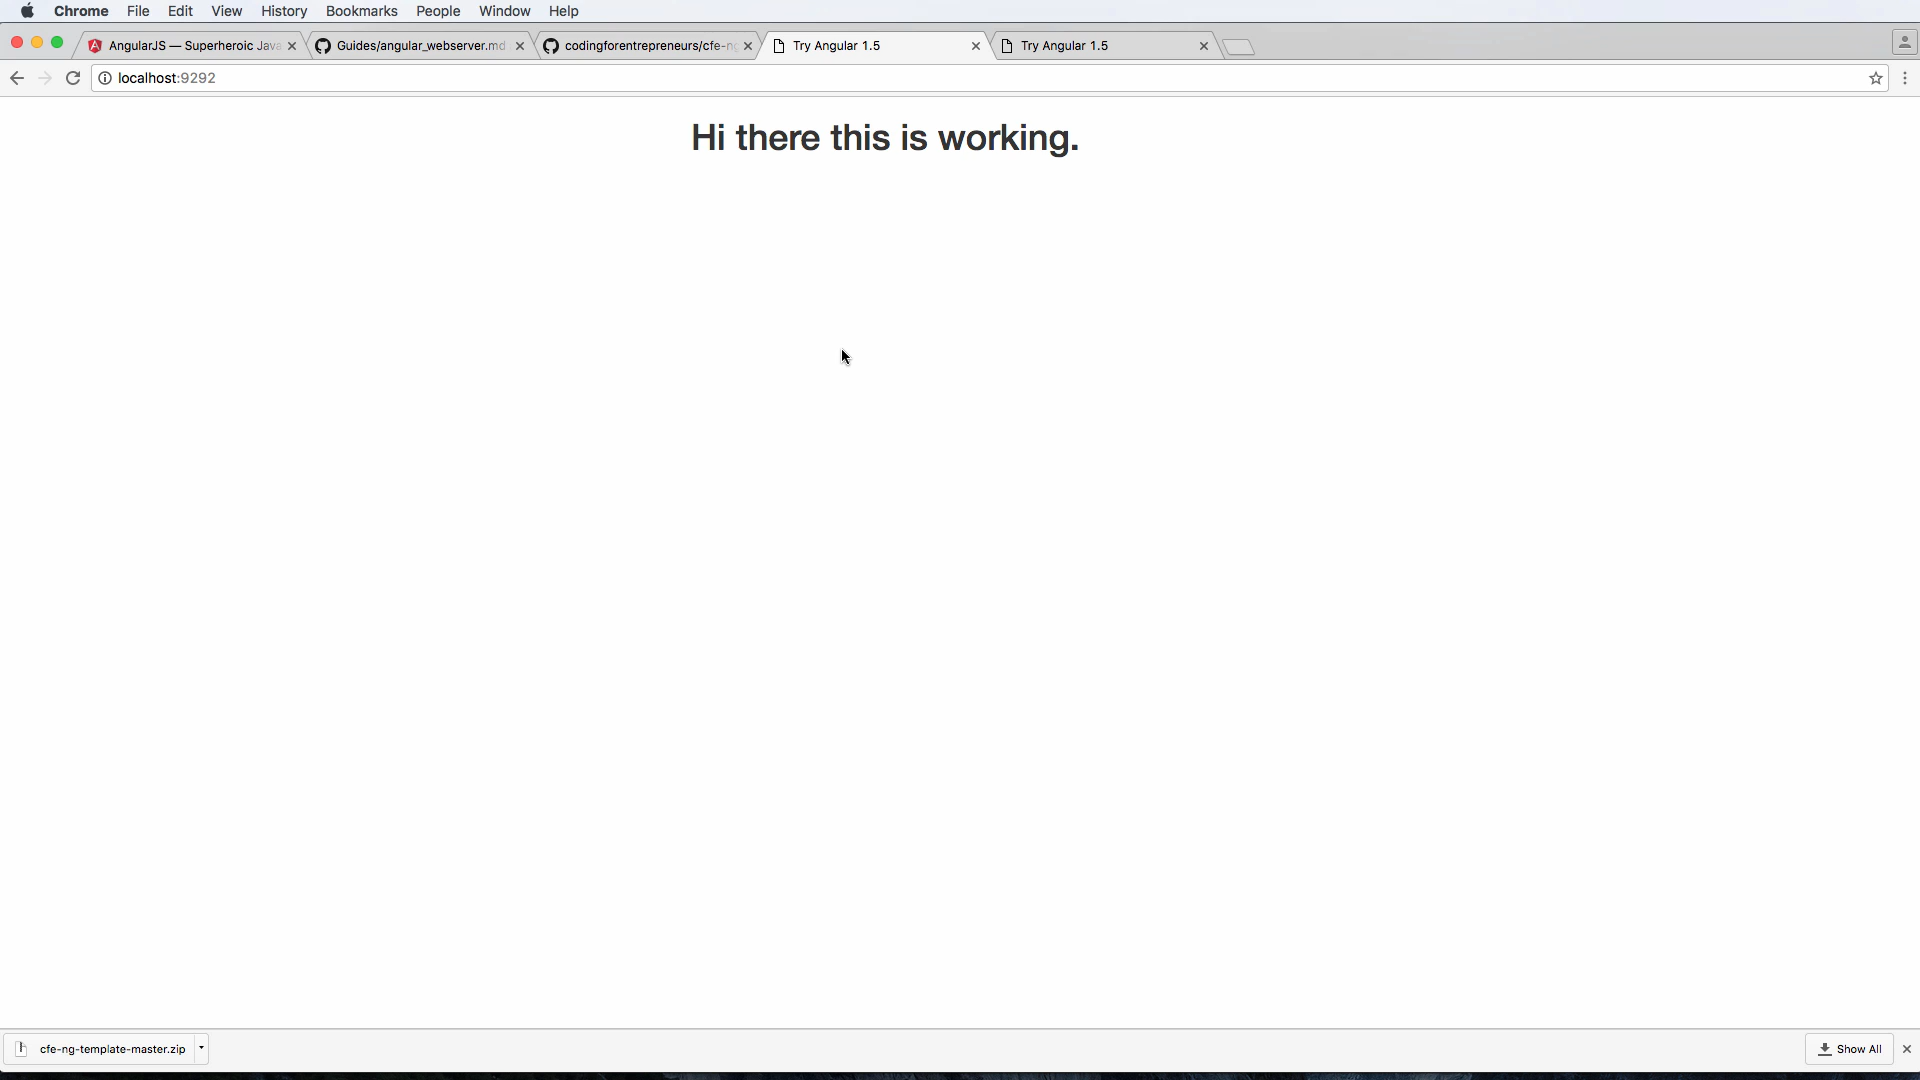 Chrome File Edit View History Bookmarks People Window Help
AngularJS — Superheroic Java Guides/angular_webserver.md codingforentrepreneurs/cfe-ng Try Angular 1.5 Try Angular 1.5
localhost:9292
Hi there this is working.
cfe-ng-template-master.zip Show All